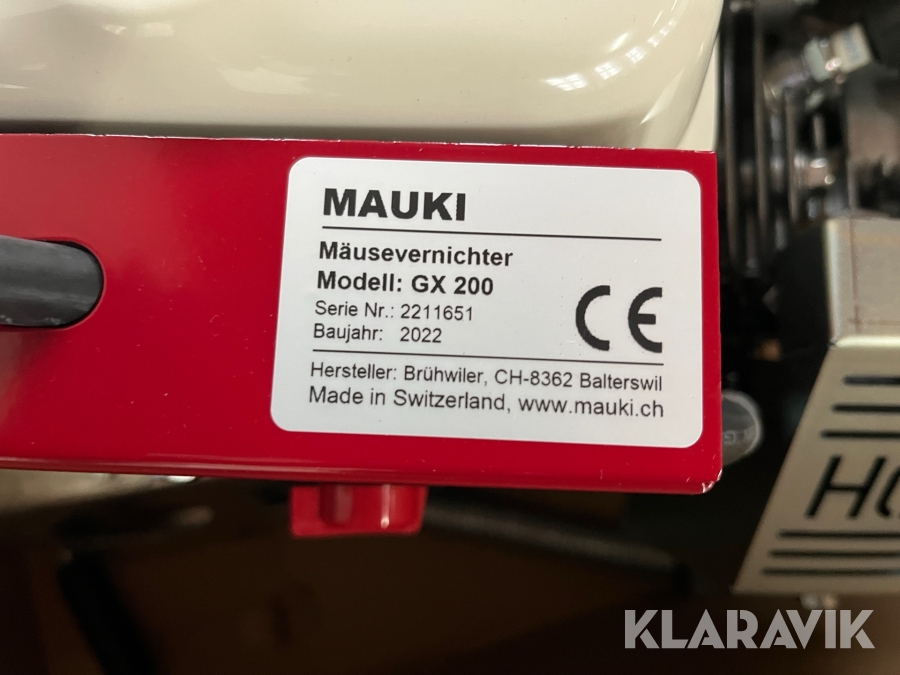 MAUKI
Mäusevernichter
Modell: GX 200
Serie Nr.: 2211651
Baujahr: 2022
CE
Hersteller: Brühwiler, CH-8362 Balterswil
Made in Switzerland, www.mauki.ch
KLARAVIK